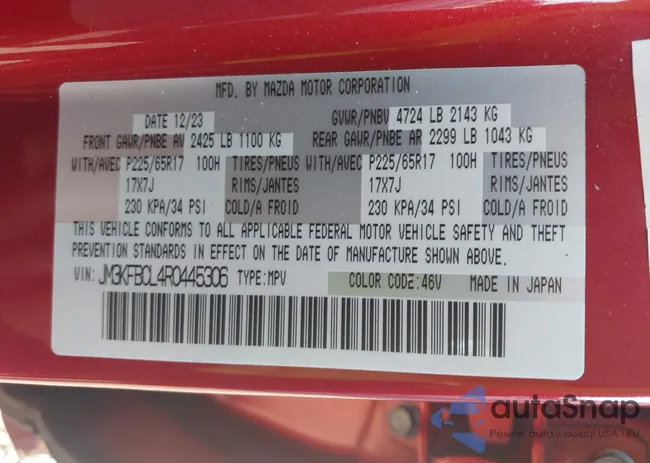 MFD. BY MAZDA MOTOR CORPORATION
DATE 12/23 GVWR/PNBV 4724 LB 2143 KG
FRONT GAWR/PNBE AV 2425 LB 1100 KG REAR GAWR/PNBE AR 2299 LB 1043 KG
WITH/AVEC P225/65R17 100H TIRES/PNEUS WITH/AVEC P225/65R17 100H TIRES/PNEUS
17X7J RIMS/JANTES 17X7J RIMS/JANTES
230 KPA/34 PSI COLD/A FROID 230 KPA/34 PSI COLD/A FROID
THIS VEHICLE CONFORMS TO ALL APPLICABLE FEDERAL MOTOR VEHICLE SAFETY AND THEFT
PREVENTION STANDARDS IN EFFECT ON THE DATE OF MANUFACTURE SHOWN ABOVE.
VIN: JM3KFBCL4R0445306 TYPE:MPV COLOR CODE:46V MADE IN JAPAN
autaSnap
Pewne auta z aukcji USA i EU